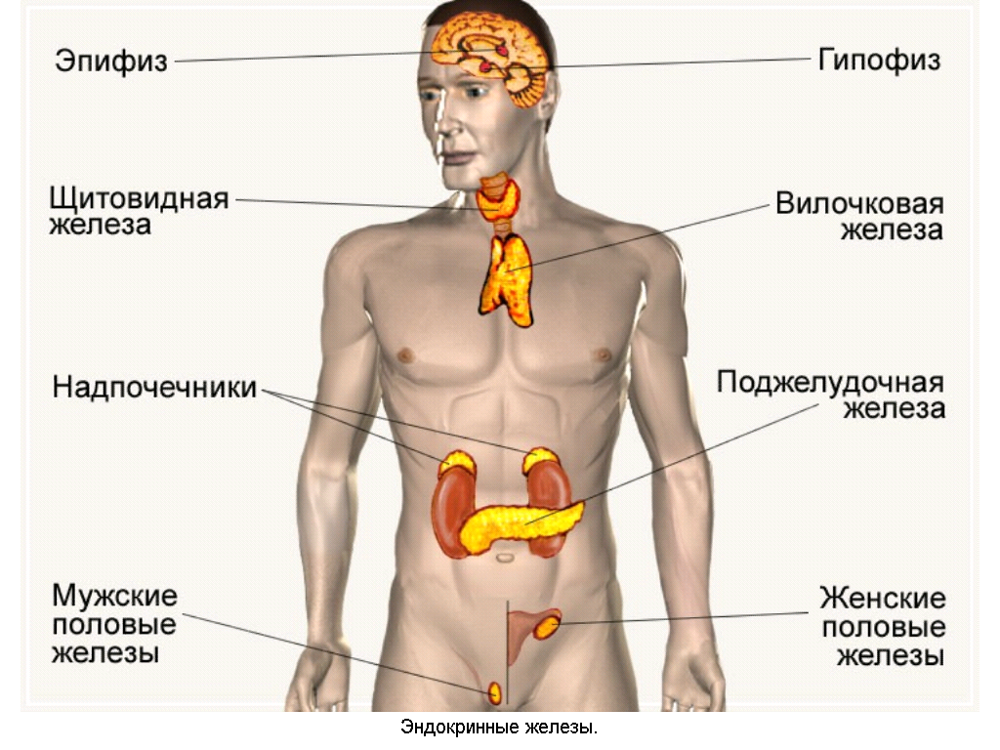 Эпифиз
Гипофиз
Щитовидная
железа
Вилочковая
железа
Надпочечники
Поджелудочная
железа
Мужские
половые
железы
Женские
половые
железы
Эндокринные железы.